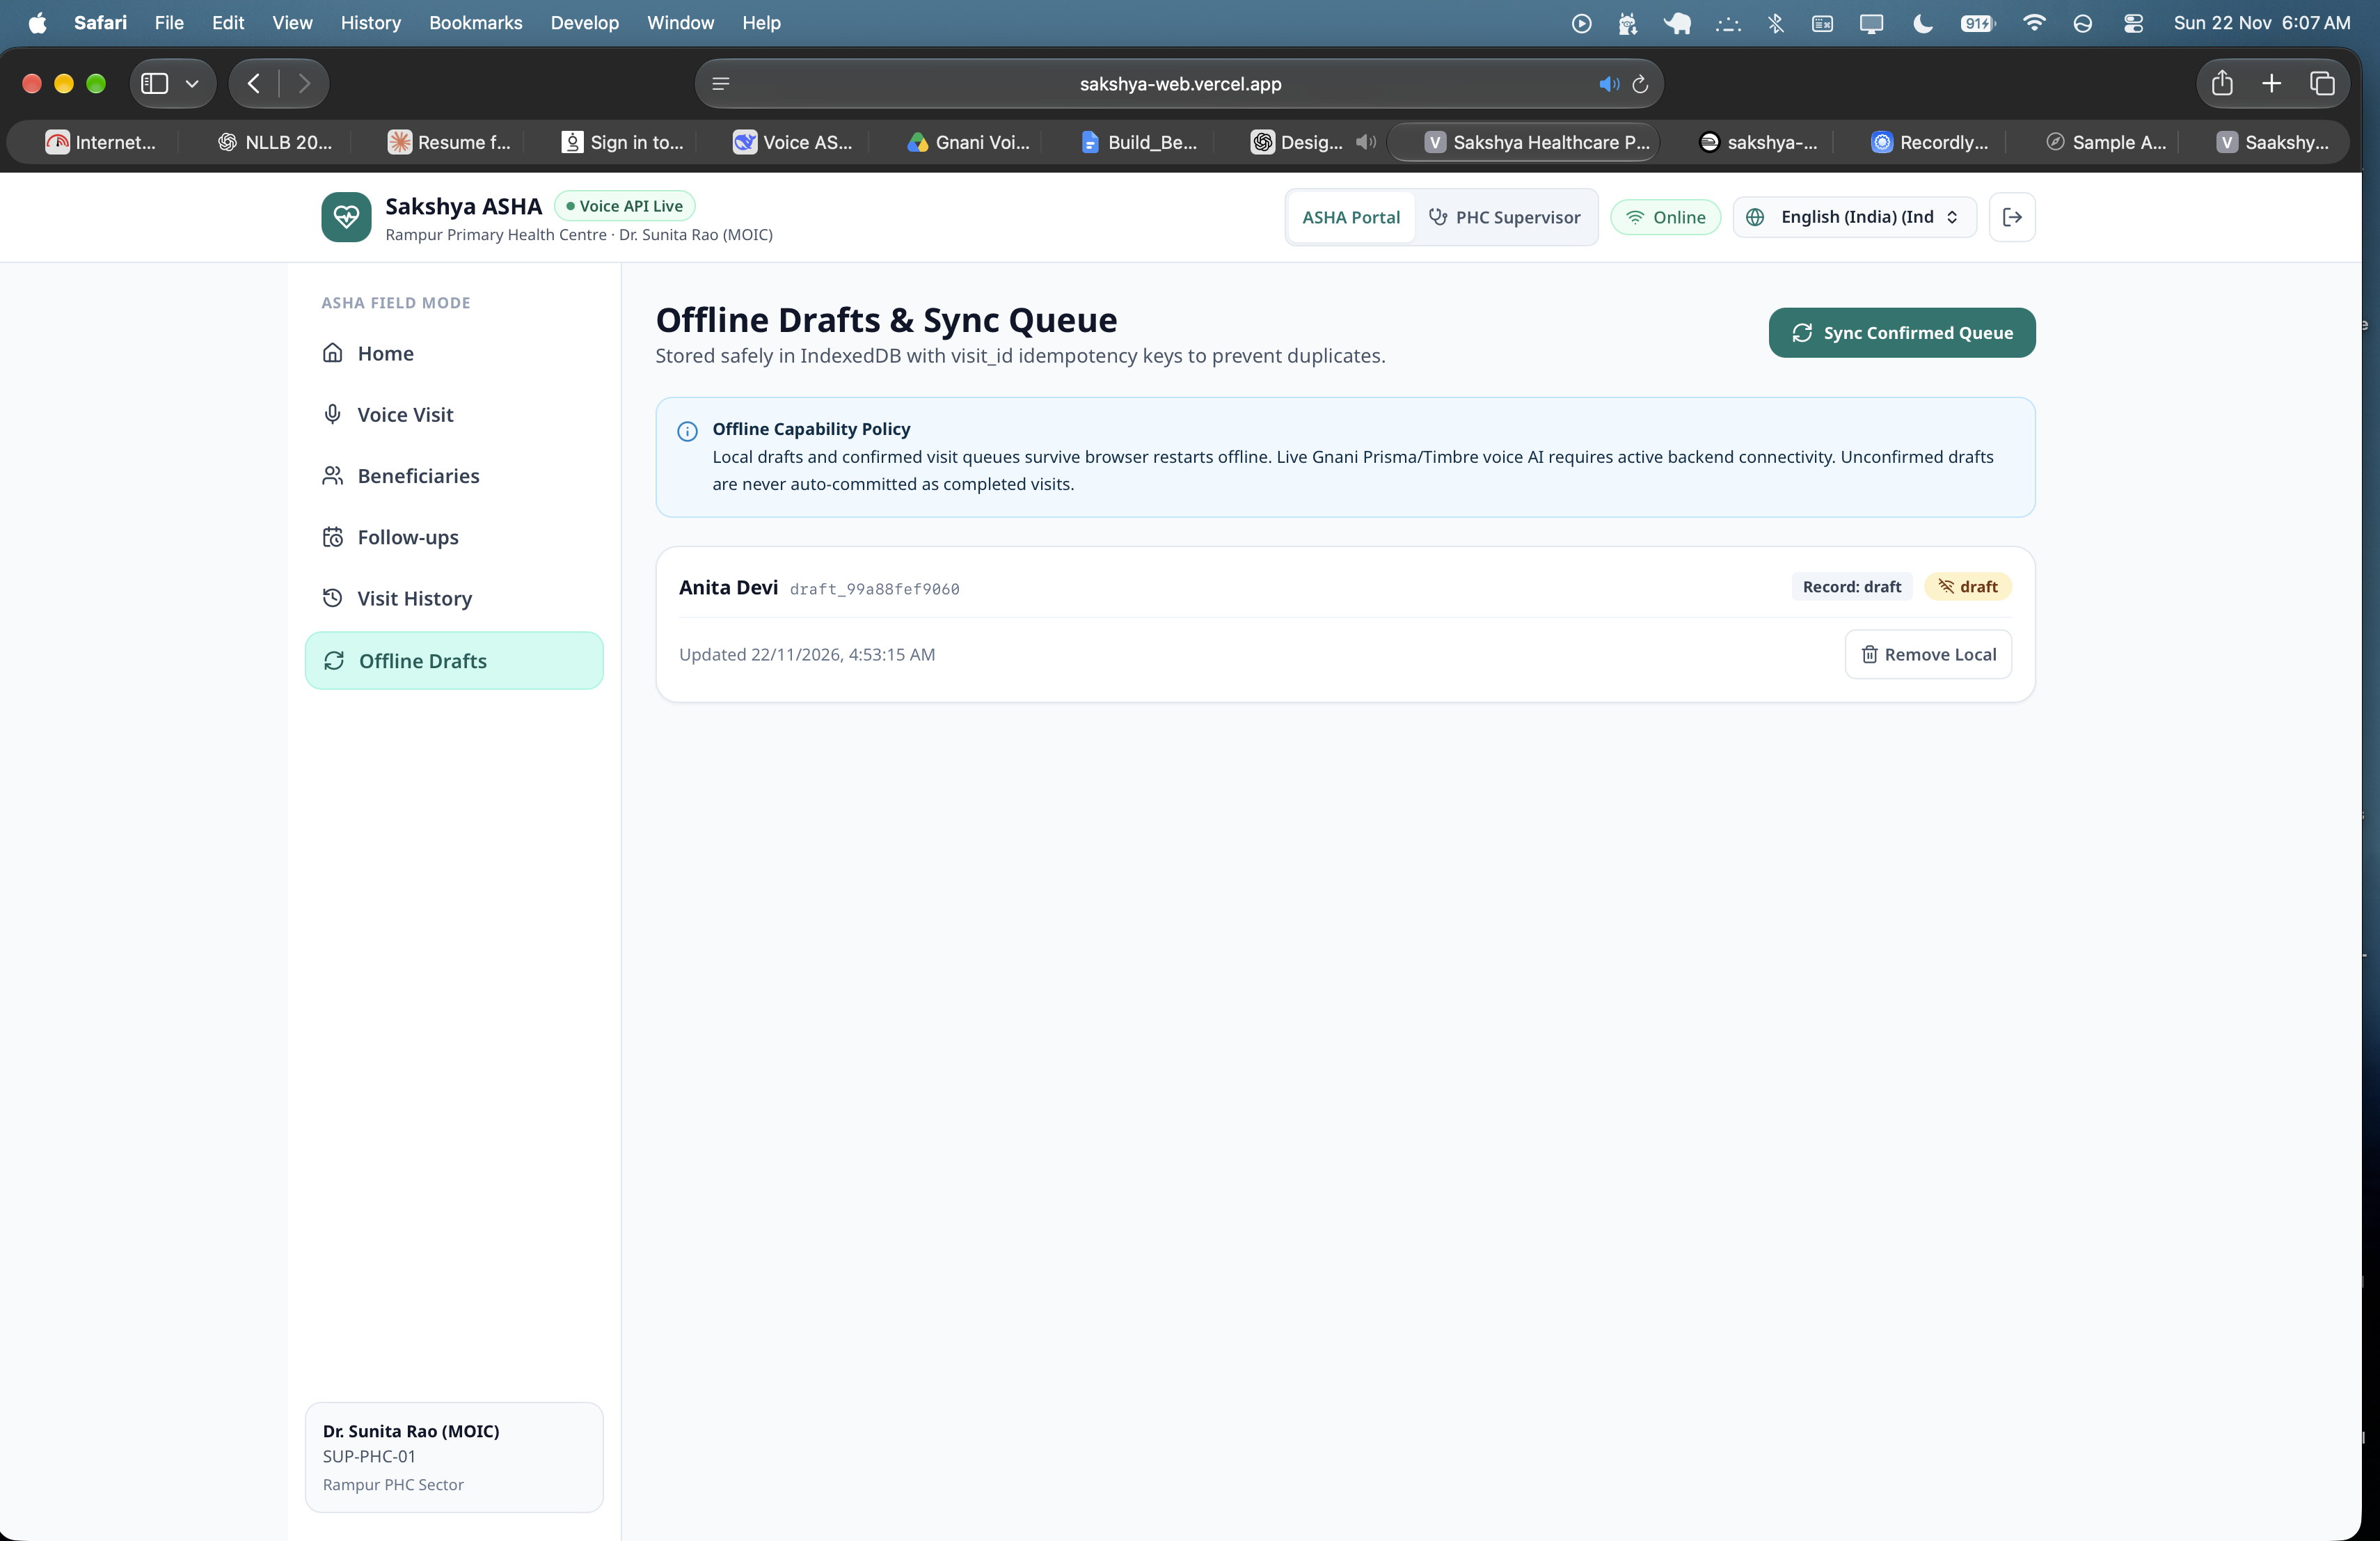 Safari File Edit View History Bookmarks Develop Window Help 91 Sun 22 Nov 6:07 AM
sakshya-web.vercel.app
Internet... NLLB 20... Resume f... Sign in to... Voice AS... Gnani Voi... Build_Be... Desig... V Sakshya Healthcare P... sakshya-... Recordly... Sample A... V Saakshy...
Sakshya ASHA Voice API Live
Rampur Primary Health Centre · Dr. Sunita Rao (MOIC)
ASHA Portal PHC Supervisor Online English (India) (Ind
ASHA FIELD MODE
Home
Voice Visit
Beneficiaries
Follow-ups
Visit History
Offline Drafts
Dr. Sunita Rao (MOIC)
SUP-PHC-01
Rampur PHC Sector
Offline Drafts & Sync Queue
Stored safely in IndexedDB with visit_id idempotency keys to prevent duplicates.
Sync Confirmed Queue
Offline Capability Policy
Local drafts and confirmed visit queues survive browser restarts offline. Live Gnani Prisma/Timbre voice AI requires active backend connectivity. Unconfirmed drafts
are never auto-committed as completed visits.
Anita Devi draft_99a88fef9060 Record: draft draft
Updated 22/11/2026, 4:53:15 AM Remove Local